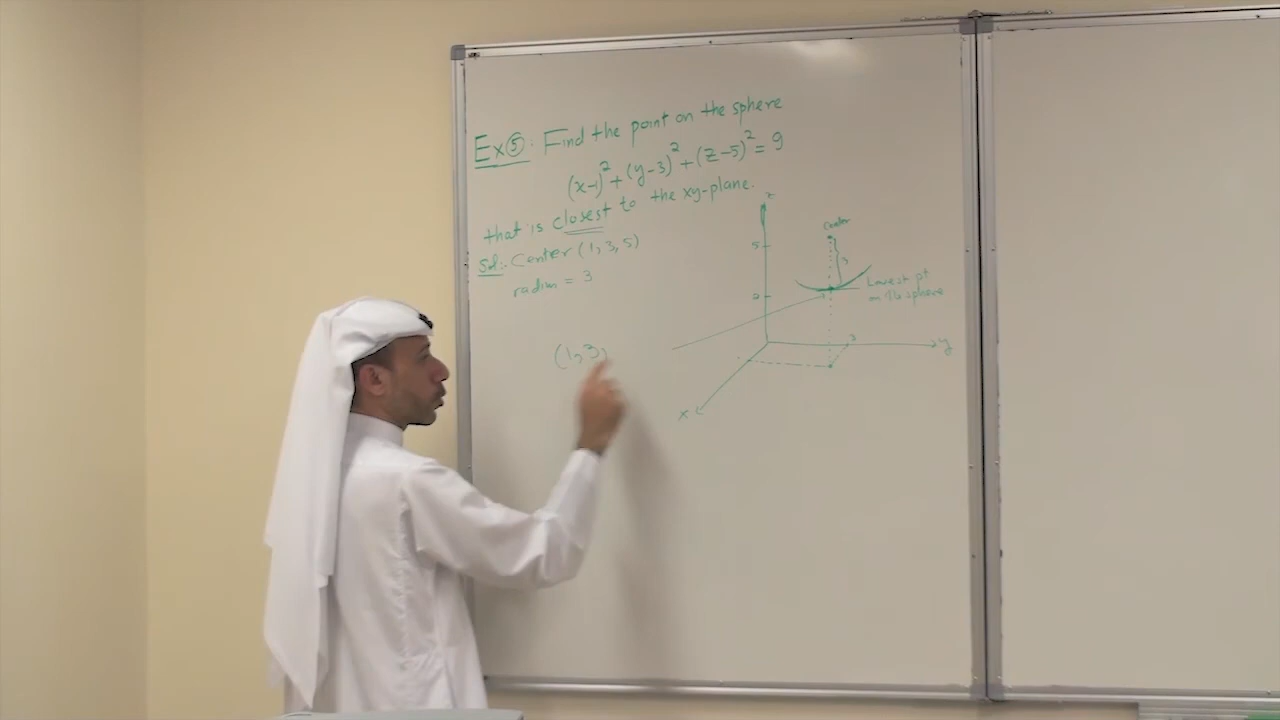 Ex⑤: Find the point on the sphere
(x-1)² + (y-3)² + (z-5)² = 9
that is closest to the xy-plane.
Sol: Center (1, 3, 5)
radius = 3
(1, 3,
z
5
2
Center
3
Lowest pt
on the sphere
3
y
x